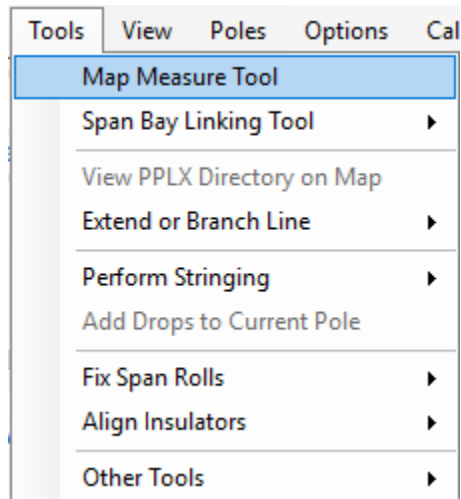 Tools View Poles Options Cal
Map Measure Tool
Span Bay Linking Tool
View PPLX Directory on Map
Extend or Branch Line
Perform Stringing
Add Drops to Current Pole
Fix Span Rolls
Align Insulators
Other Tools